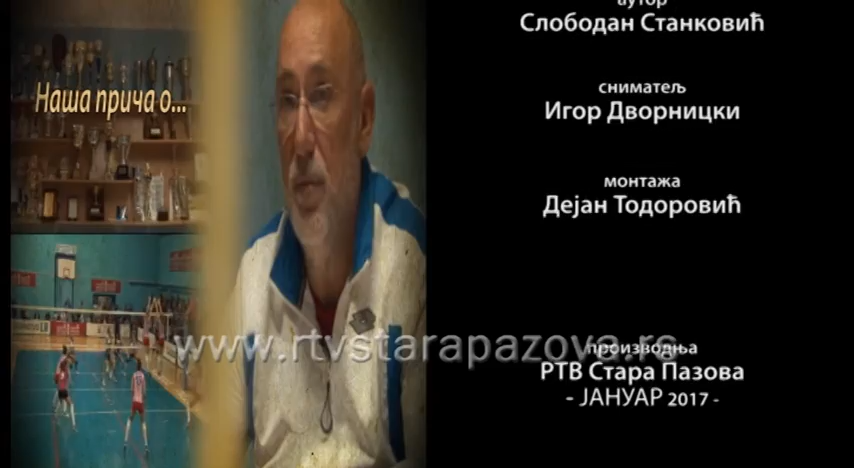 Наша прича о...
аутор
Слободан Станковић
сниматељ
Игор Дворницки
монтажа
Дејан Тодоровић
www.rtvstarapazova.rs
производња
РТВ Стара Пазова
- ЈАНУАР 2017 -